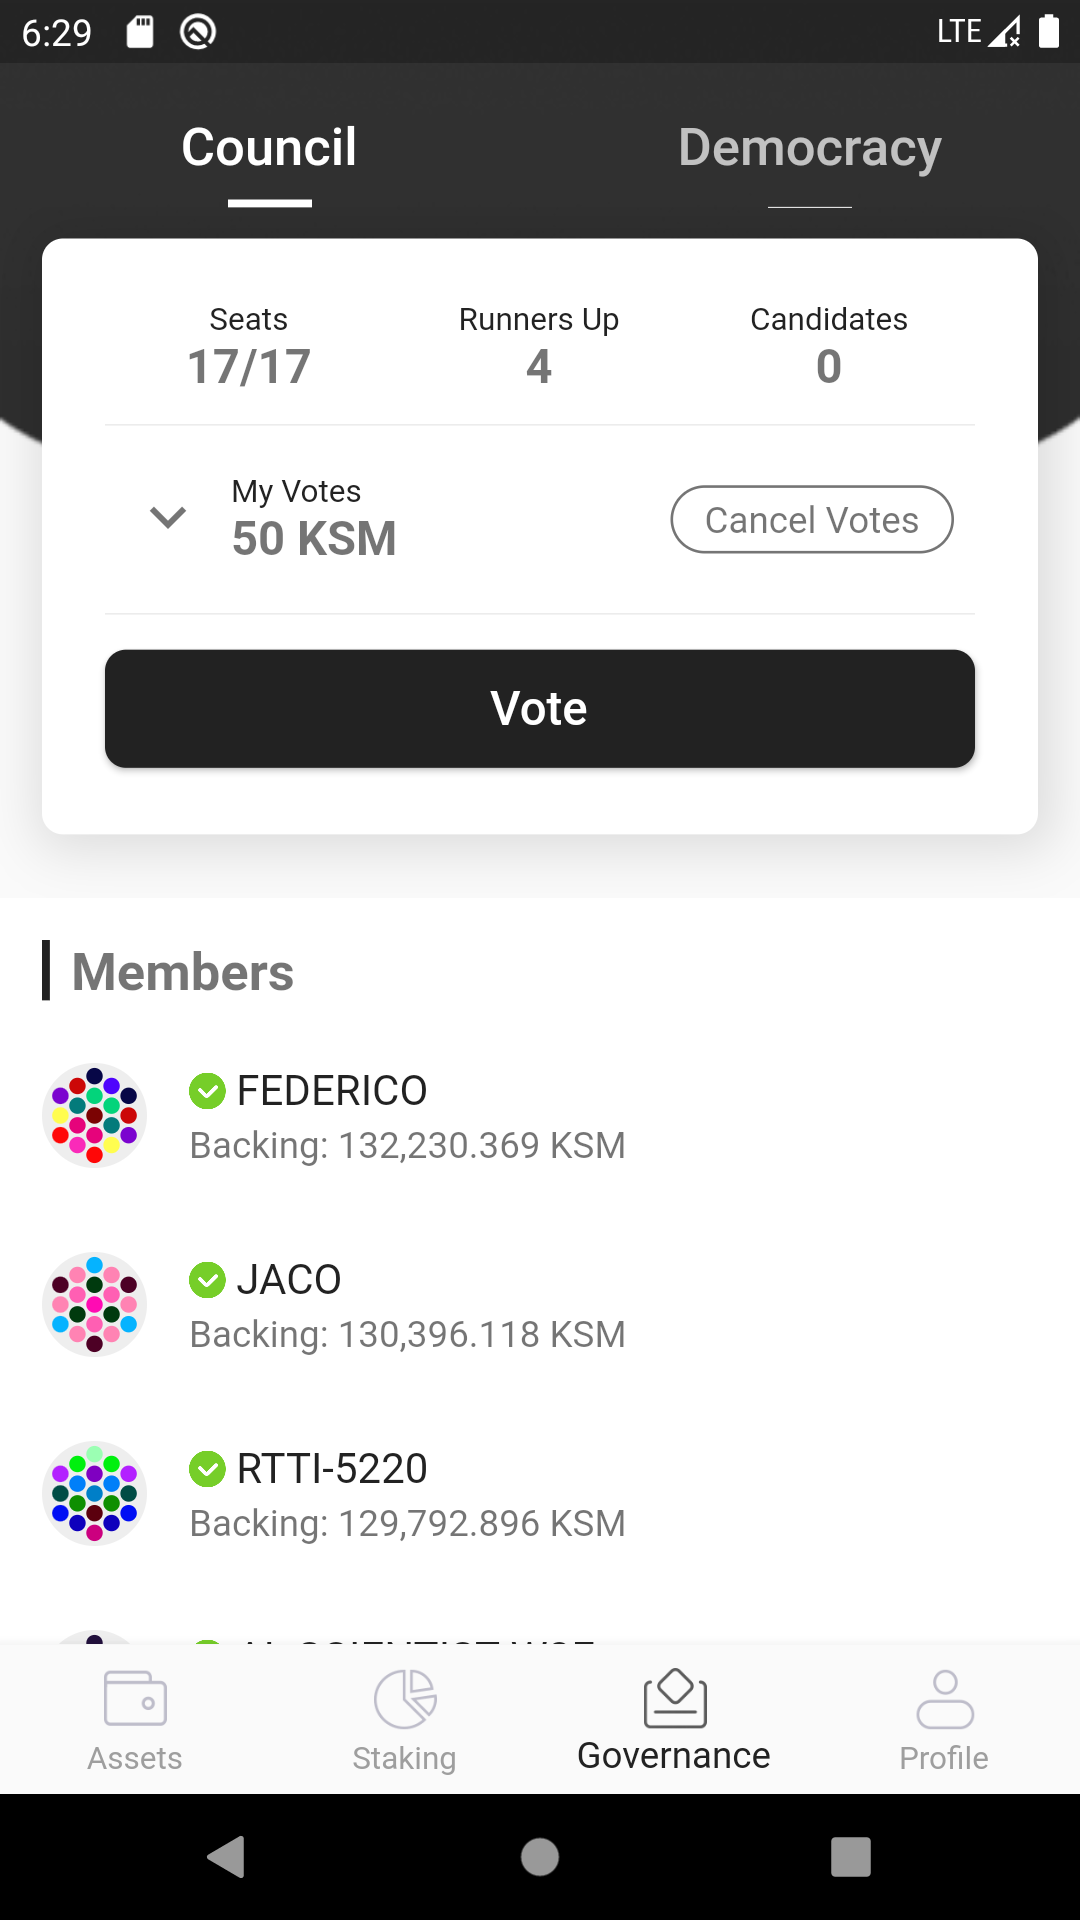 6:29 LTE
Council Democracy
Seats Runners Up Candidates
17/17 4 0
My Votes
50 KSM
Cancel Votes
Vote
Members
FEDERICO
Backing: 132,230.369 KSM
JACO
Backing: 130,396.118 KSM
RTTI-5220
Backing: 129,792.896 KSM
Assets Staking Governance Profile